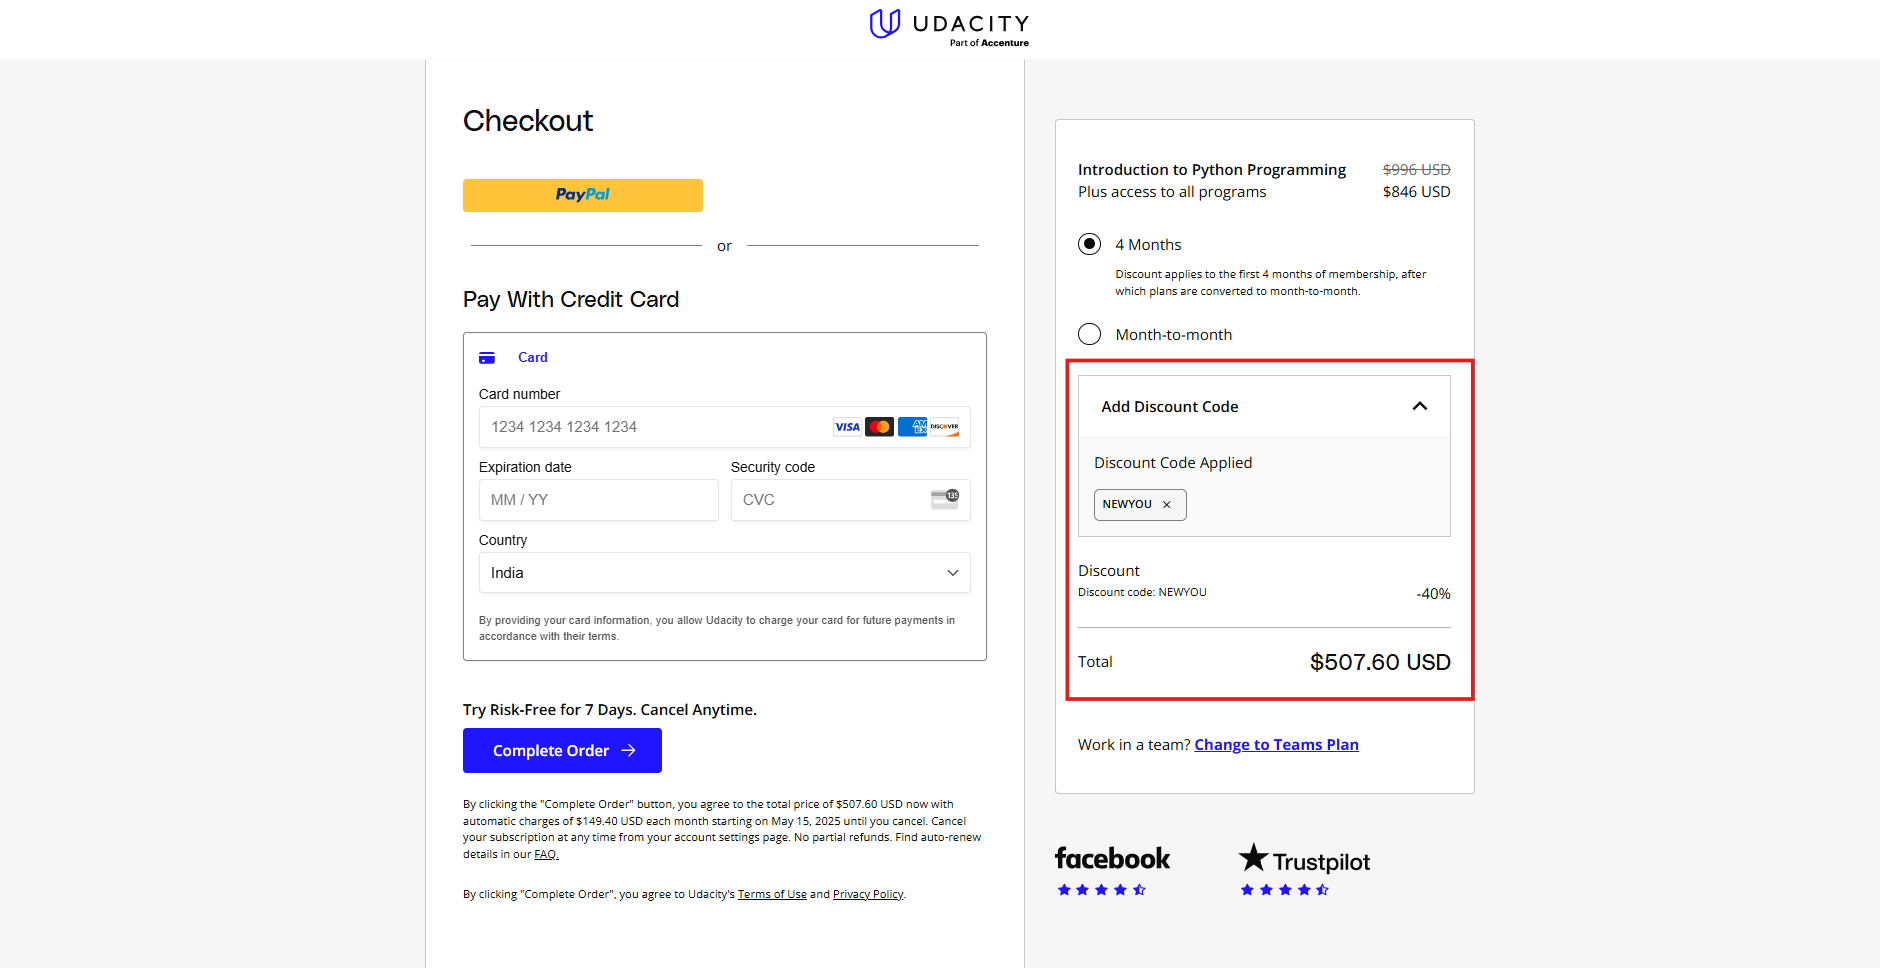 UDACITY
Part of Accenture
Checkout
PayPal
or
Pay With Credit Card
Card
Card number
1234 1234 1234 1234
VISA
AM
EX
DISCOVER
Expiration date
Security code
MM / YY
CVC
135
Country
India
By providing your card information, you allow Udacity to charge your card for future payments in
accordance with their terms.
Try Risk-Free for 7 Days. Cancel Anytime.
Complete Order →
By clicking the "Complete Order" button, you agree to the total price of $507.60 USD now with
automatic charges of $149.40 USD each month starting on May 15, 2025 until you cancel. Cancel
your subscription at any time from your account settings page. No partial refunds. Find auto-renew
details in our FAQ.
By clicking "Complete Order", you agree to Udacity's Terms of Use and Privacy Policy.
Introduction to Python Programming $996 USD
Plus access to all programs $846 USD
4 Months
Discount applies to the first 4 months of membership, after
which plans are converted to month-to-month.
Month-to-month
Add Discount Code
Discount Code Applied
NEWYOU ×
Discount
Discount code: NEWYOU -40%
Total $507.60 USD
Work in a team? Change to Teams Plan
facebook
Trustpilot